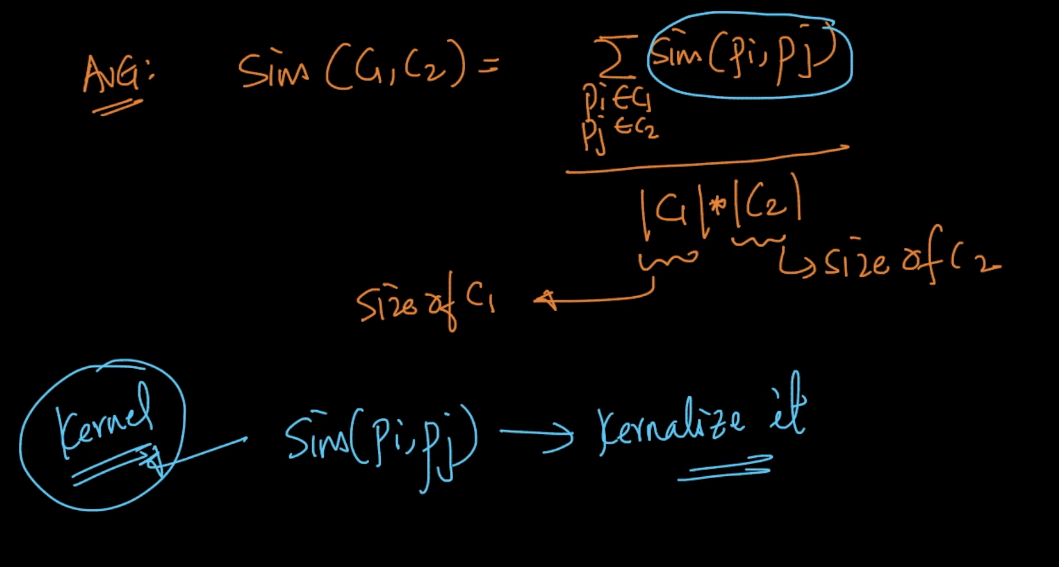 AVG: Sim (C1, C2) = ∑ Sim (Pi, Pj)
Pi ∈ C1
Pj ∈ C2
|C1| * |C2|
size of C2
size of C1
Kernel
Sim(Pi, Pj) → kernalize it